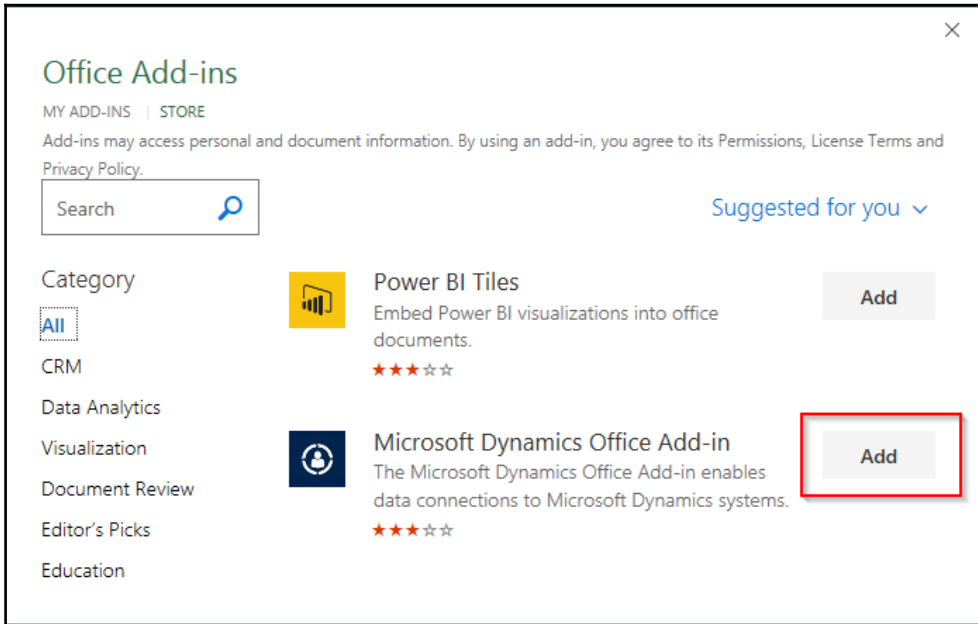 Office Add-ins
MY ADD-INS | STORE
Add-ins may access personal and document information. By using an add-in, you agree to its Permissions, License Terms and
Privacy Policy.
Search
Suggested for you
Category
All
CRM
Data Analytics
Visualization
Document Review
Editor's Picks
Education
Power BI Tiles
Embed Power BI visualizations into office
documents.
Add
Microsoft Dynamics Office Add-in
The Microsoft Dynamics Office Add-in enables
data connections to Microsoft Dynamics systems.
Add